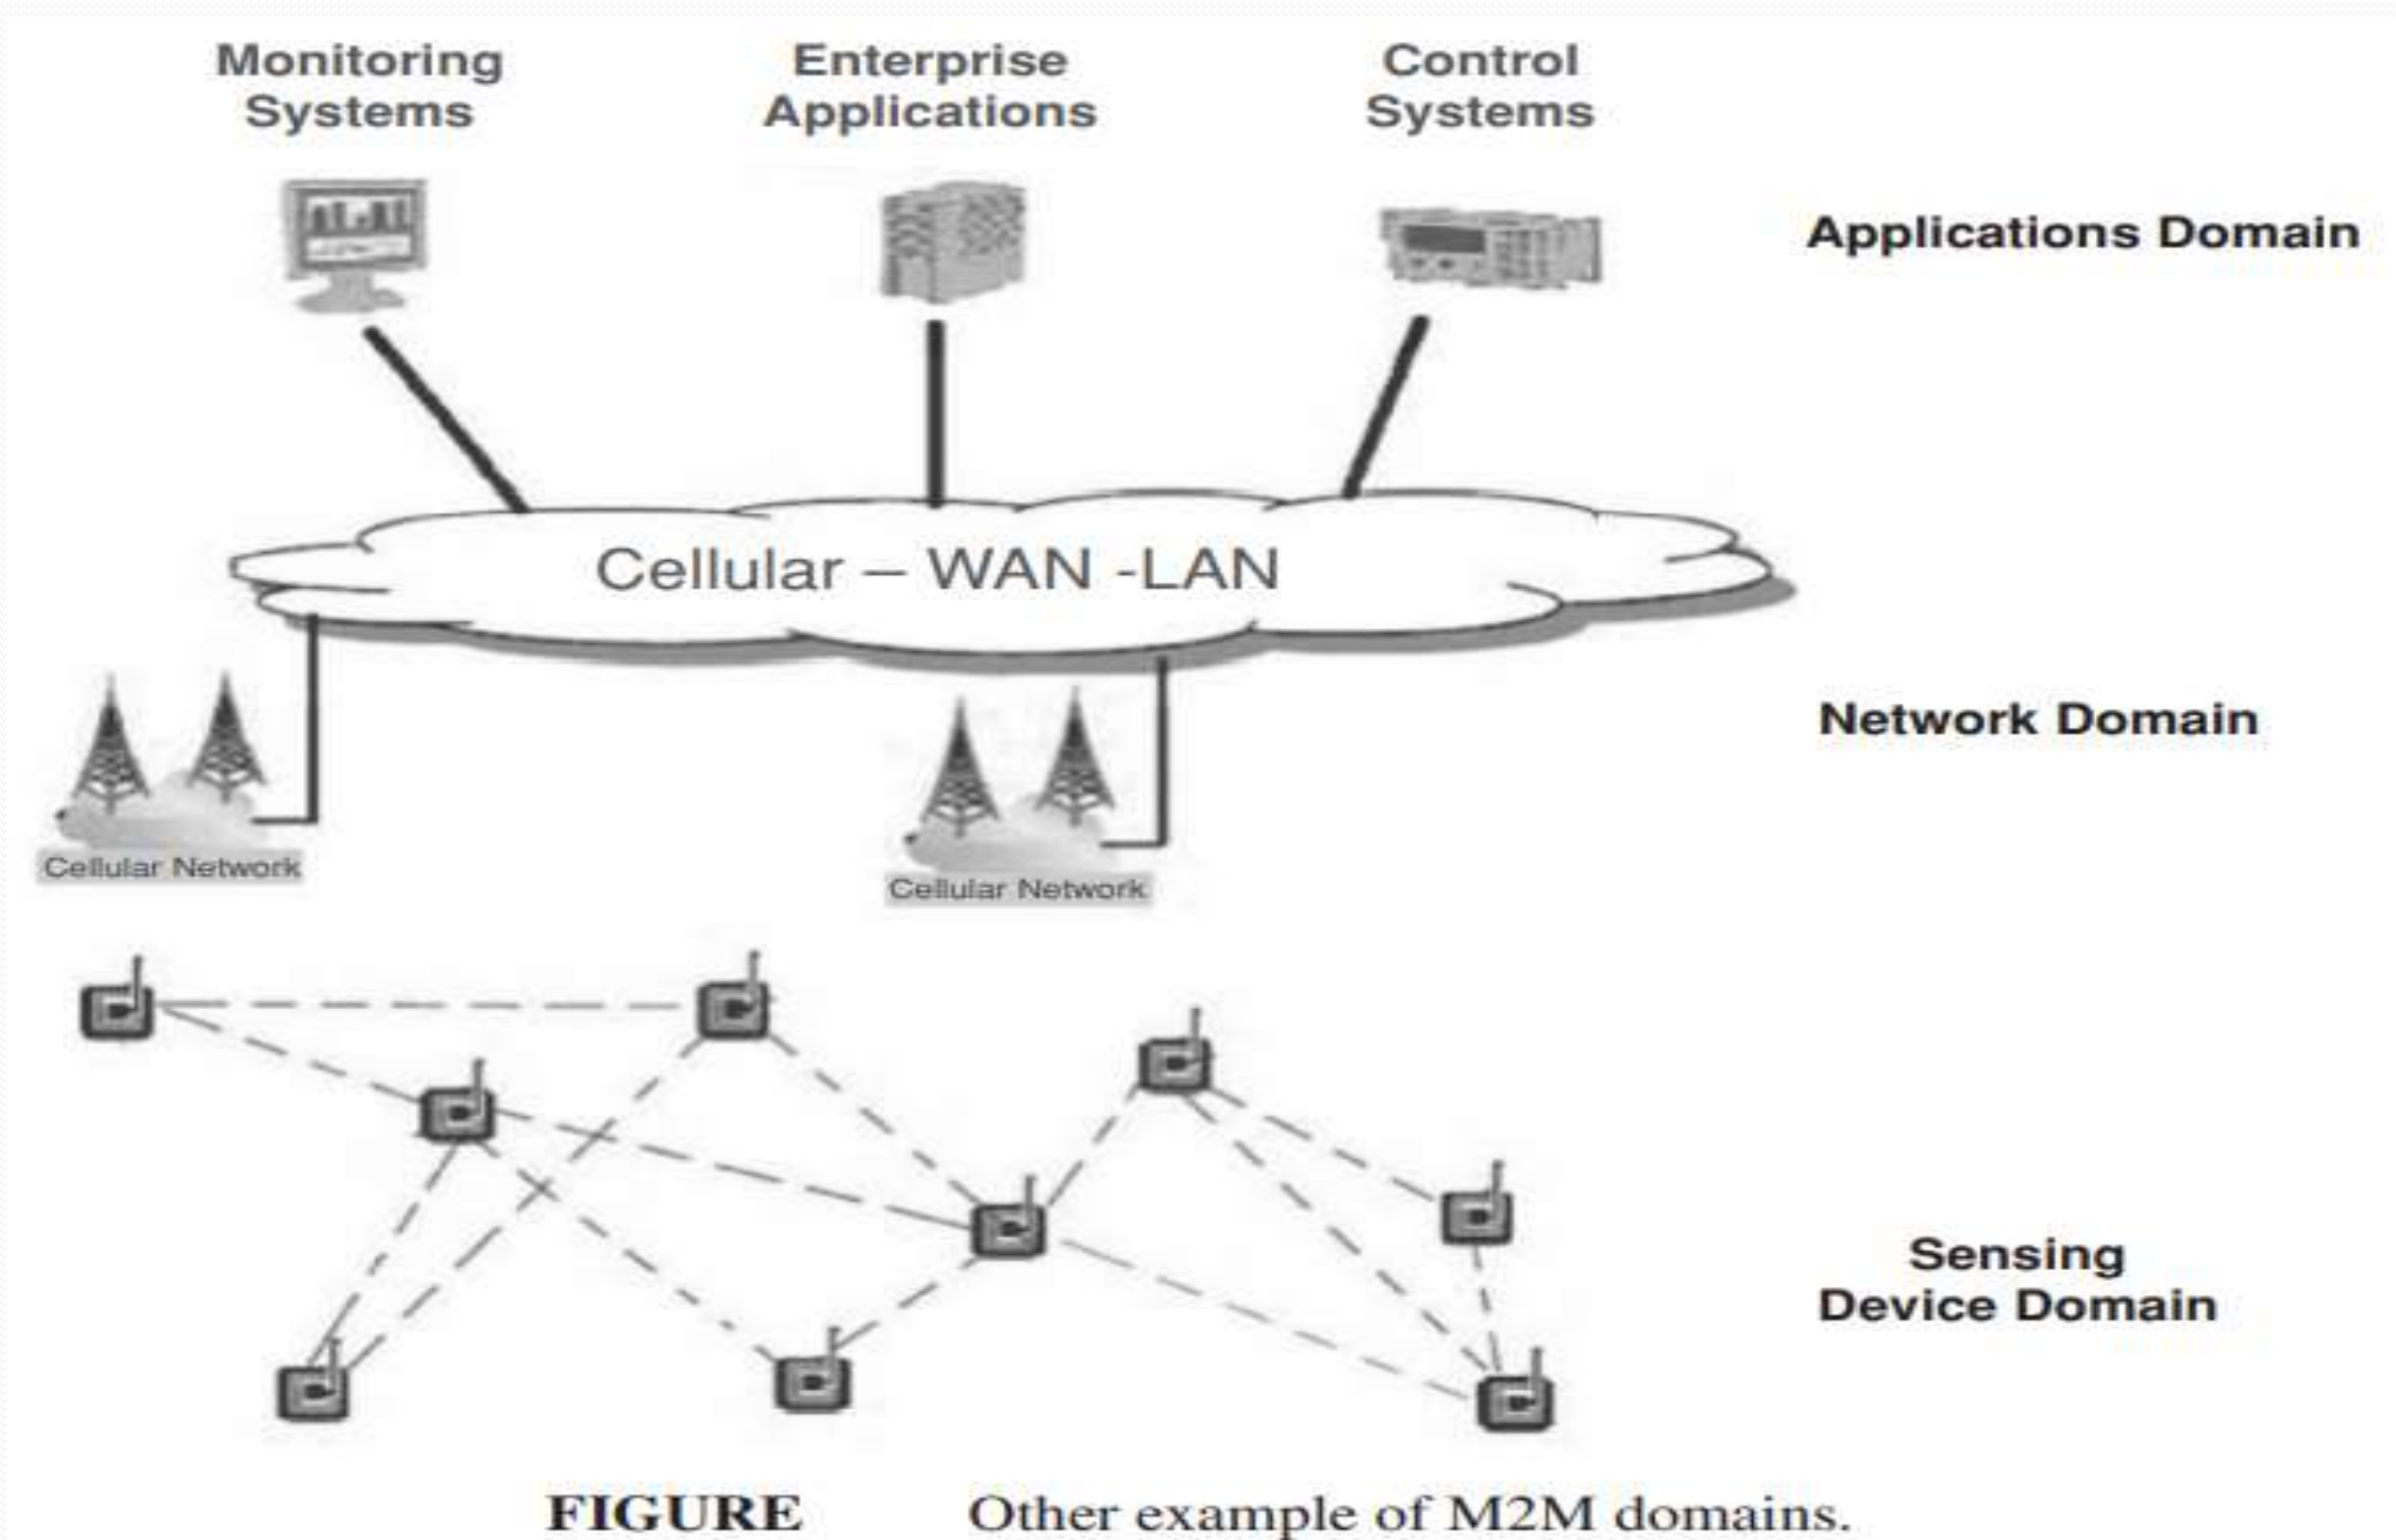 Monitoring
Systems
Enterprise
Applications
Control
Systems
Applications Domain
Cellular – WAN -LAN
Network Domain
Cellular Network
Cellular Network
Sensing
Device Domain
FIGURE Other example of M2M domains.